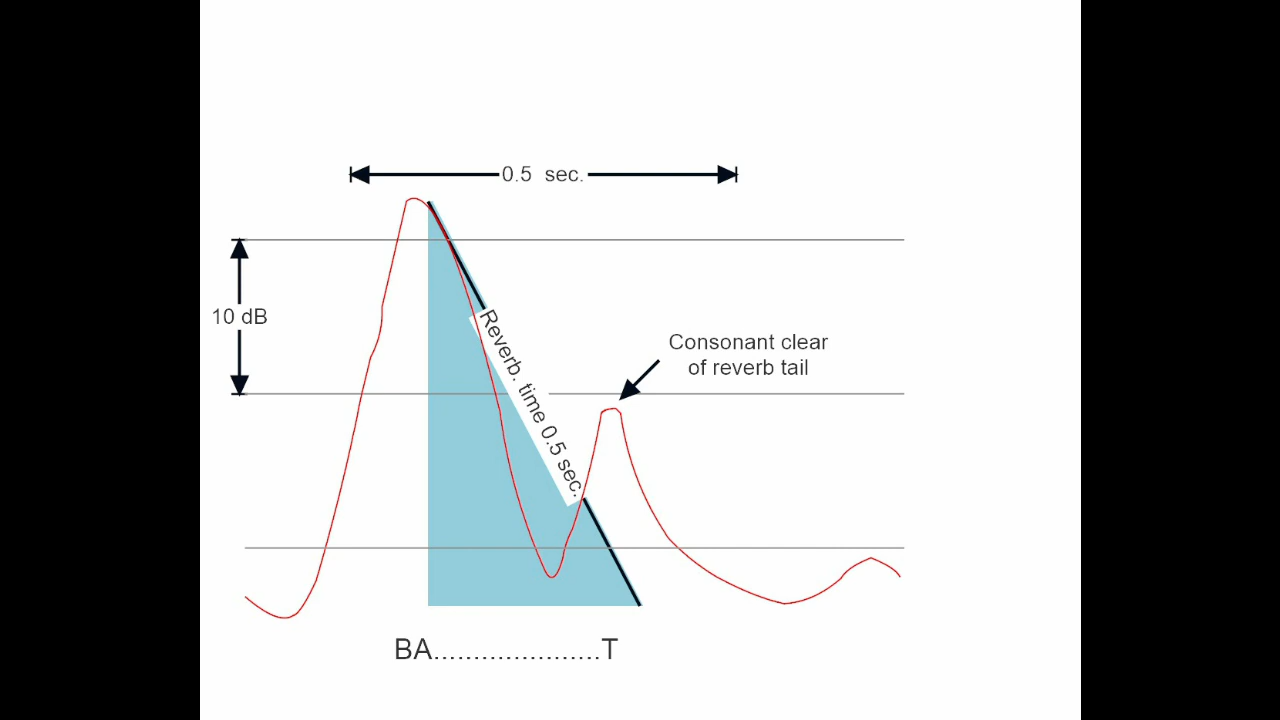 0.5 sec.
10 dB
Reverb. time 0.5 sec.
Consonant clear
of reverb tail
BA.....................T